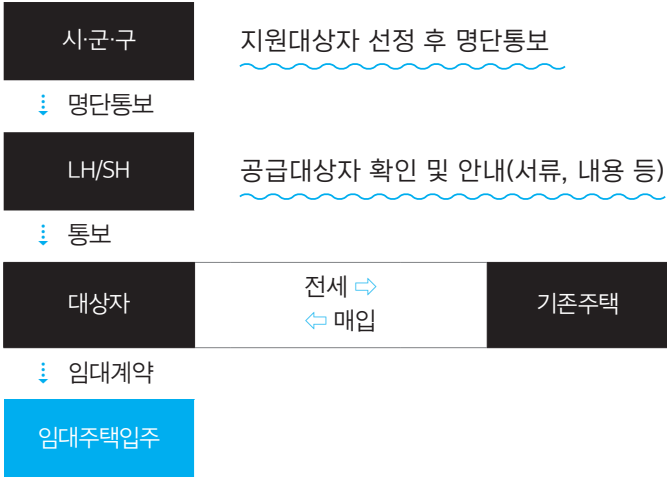 시·군·구
지원대상자 선정 후 명단통보
명단통보
LH/SH
공급대상자 확인 및 안내(서류, 내용 등)
통보
대상자
전세 ⇨
⇦ 매입
기존주택
임대계약
임대주택입주